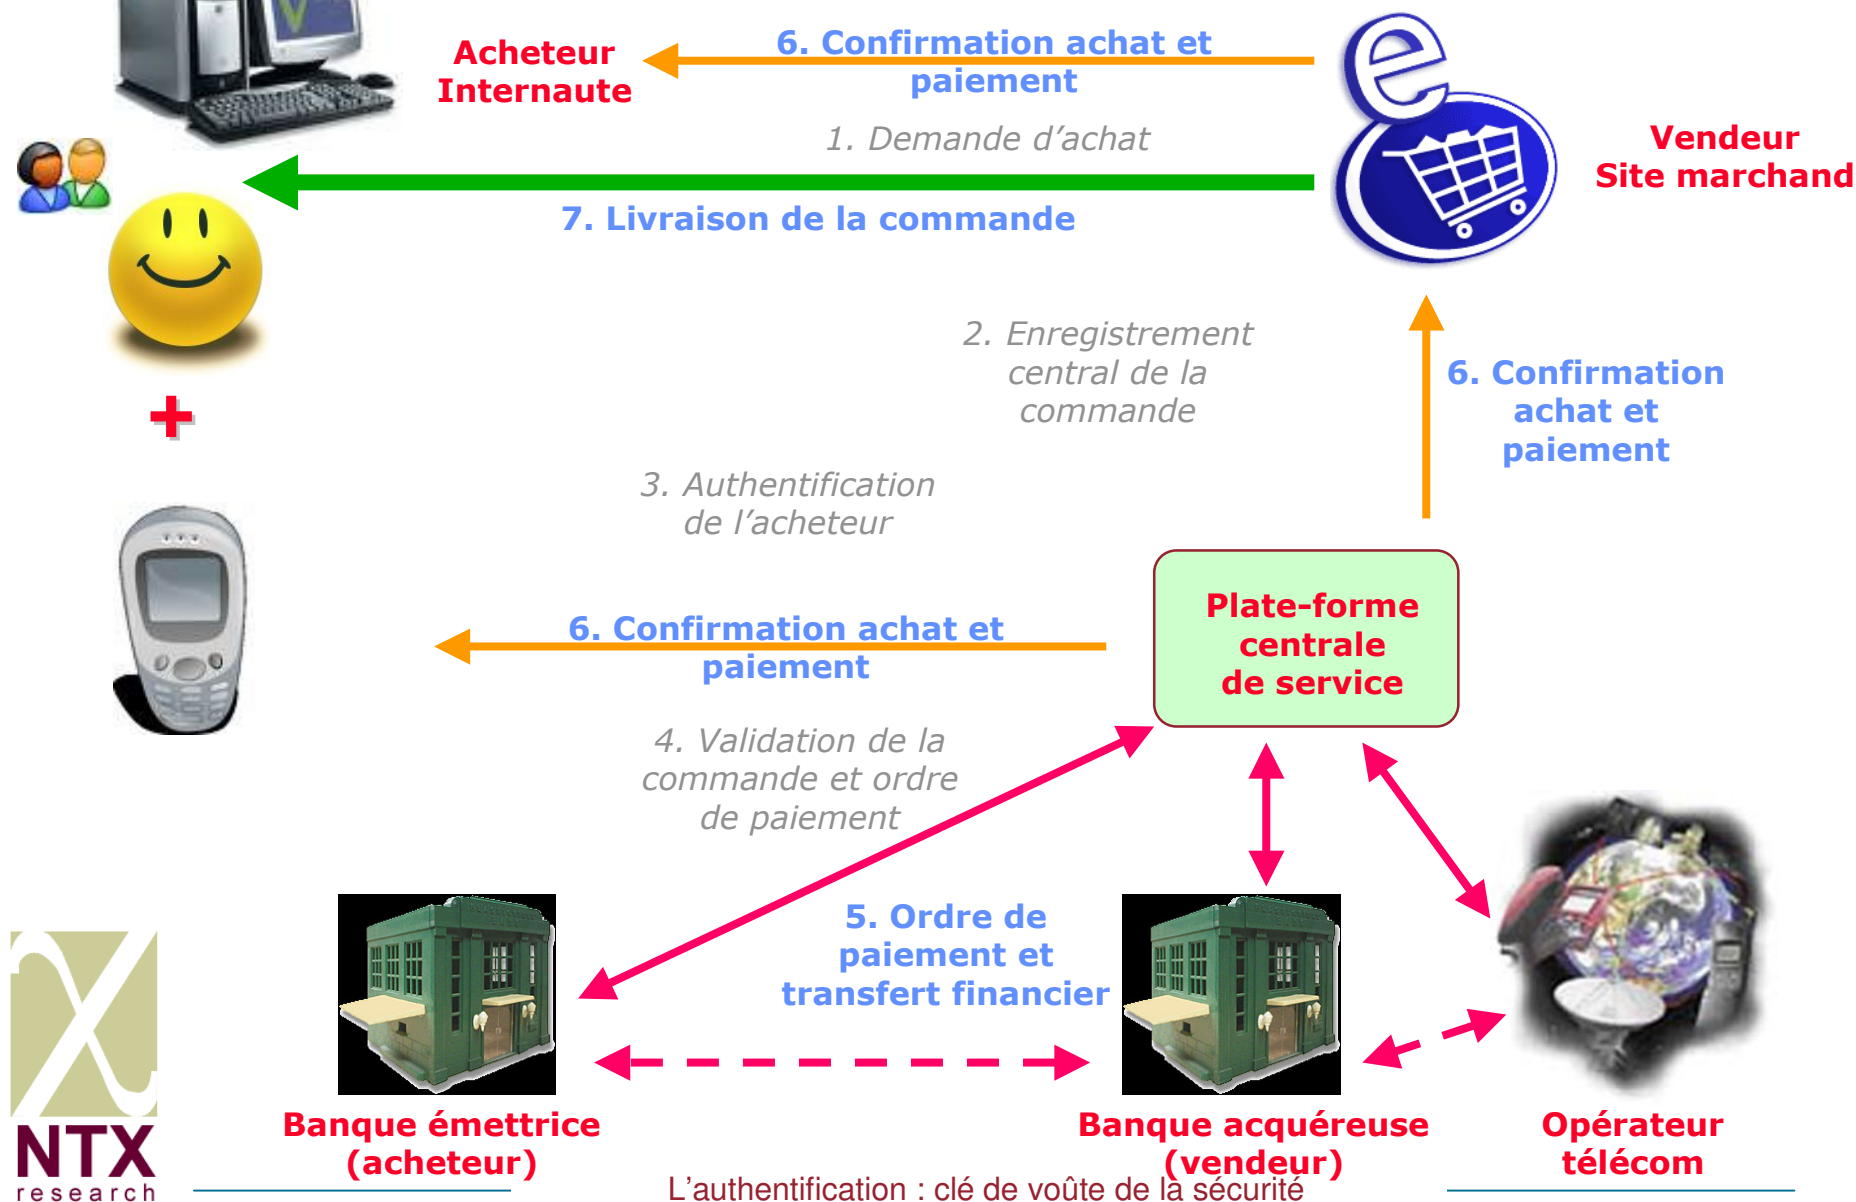 Acheteur
Internaute
6. Confirmation achat et
paiement
1. Demande d’achat
7. Livraison de la commande
e
Vendeur
Site marchand
2. Enregistrement
central de la
commande
6. Confirmation
achat et
paiement
+
3. Authentification
de l’acheteur
Plate-forme
centrale
de service
6. Confirmation achat et
paiement
4. Validation de la
commande et ordre
de paiement
5. Ordre de
paiement et
transfert financier
Banque émettrice
(acheteur)
Banque acquéreuse
(vendeur)
Opérateur
télécom
NTX
research
L'authentification : clé de voûte de la sécurité